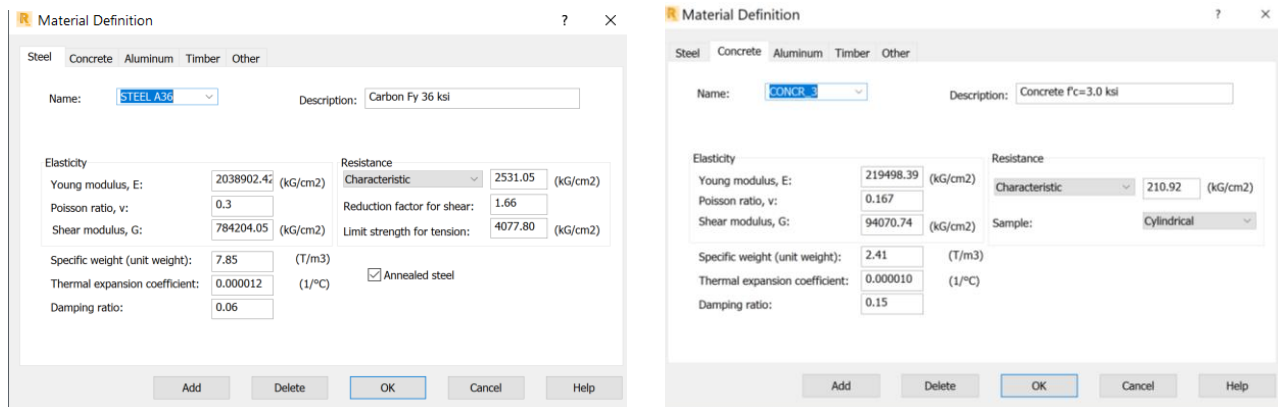 R Material Definition ? ×
Steel Concrete Aluminum Timber Other
Name: STEEL A36 Description: Carbon Fy 36 ksi
Elasticity Resistance
Young modulus, E: 2038902.42 (kG/cm2) Characteristic 2531.05 (kG/cm2)
Poisson ratio, v: 0.3 Reduction factor for shear: 1.66
Shear modulus, G: 784204.05 (kG/cm2) Limit strength for tension: 4077.80 (kG/cm2)
Specific weight (unit weight): 7.85 (T/m3)
Thermal expansion coefficient: 0.000012 (1/°C) Annealed steel
Damping ratio: 0.06
Add Delete OK Cancel Help
R Material Definition ? ×
Steel Concrete Aluminum Timber Other
Name: CONCR_3 Description: Concrete f'c=3.0 ksi
Elasticity Resistance
Young modulus, E: 219498.39 (kG/cm2) Characteristic 210.92 (kG/cm2)
Poisson ratio, v: 0.167
Shear modulus, G: 94070.74 (kG/cm2) Sample: Cylindrical
Specific weight (unit weight): 2.41 (T/m3)
Thermal expansion coefficient: 0.000010 (1/°C)
Damping ratio: 0.15
Add Delete OK Cancel Help